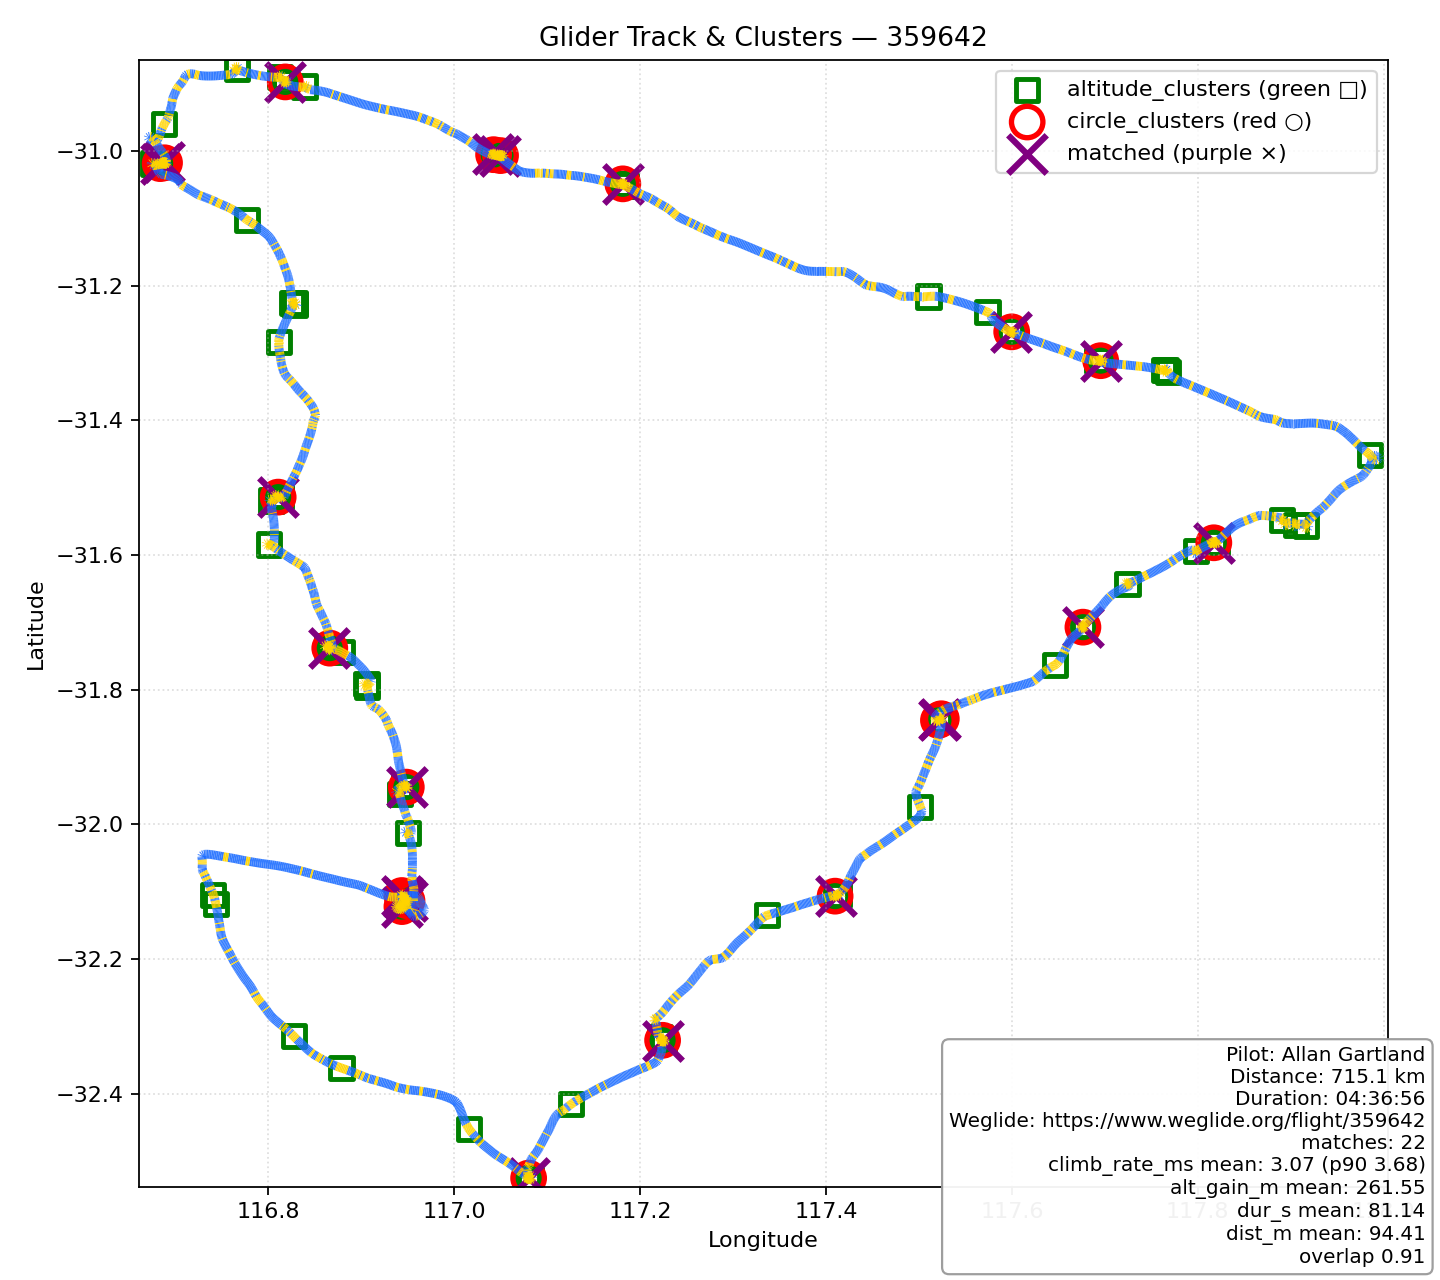 Glider Track & Clusters — 359642
altitude_clusters (green □)
circle_clusters (red ○)
matched (purple ×)
Latitude
−31.0
−31.2
−31.4
−31.6
−31.8
−32.0
−32.2
−32.4
116.8
117.0
117.2
117.4
117.6
117.8
Longitude
Pilot: Allan Gartland
Distance: 715.1 km
Duration: 04:36:56
Weglide: https://www.weglide.org/flight/359642
matches: 22
climb_rate_ms mean: 3.07 (p90 3.68)
alt_gain_m mean: 261.55
dur_s mean: 81.14
dist_m mean: 94.41
overlap 0.91